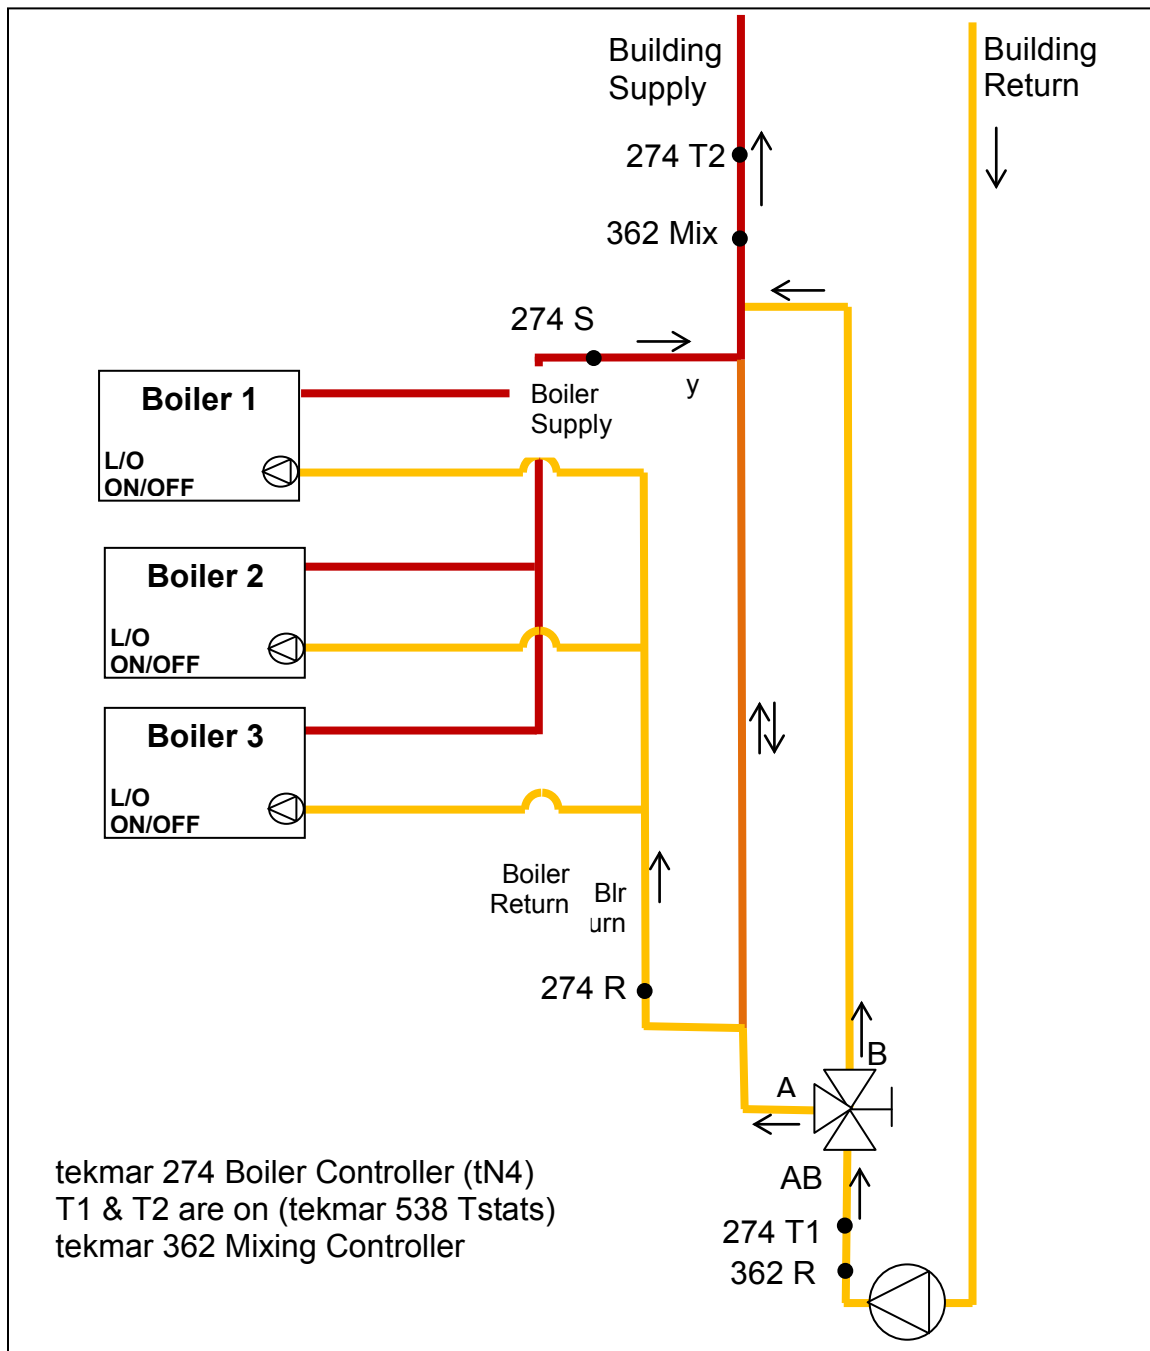 Building
Supply
Building
Return
274 T2
362 Mix
274 S
y
Boiler
Supply
Boiler 1
L/O
ON/OFF
Boiler 2
L/O
ON/OFF
Boiler 3
L/O
ON/OFF
Boiler
Return
Blr
urn
274 R
B
A
AB
274 T1
362 R
tekmar 274 Boiler Controller (tN4)
T1 & T2 are on (tekmar 538 Tstats)
tekmar 362 Mixing Controller